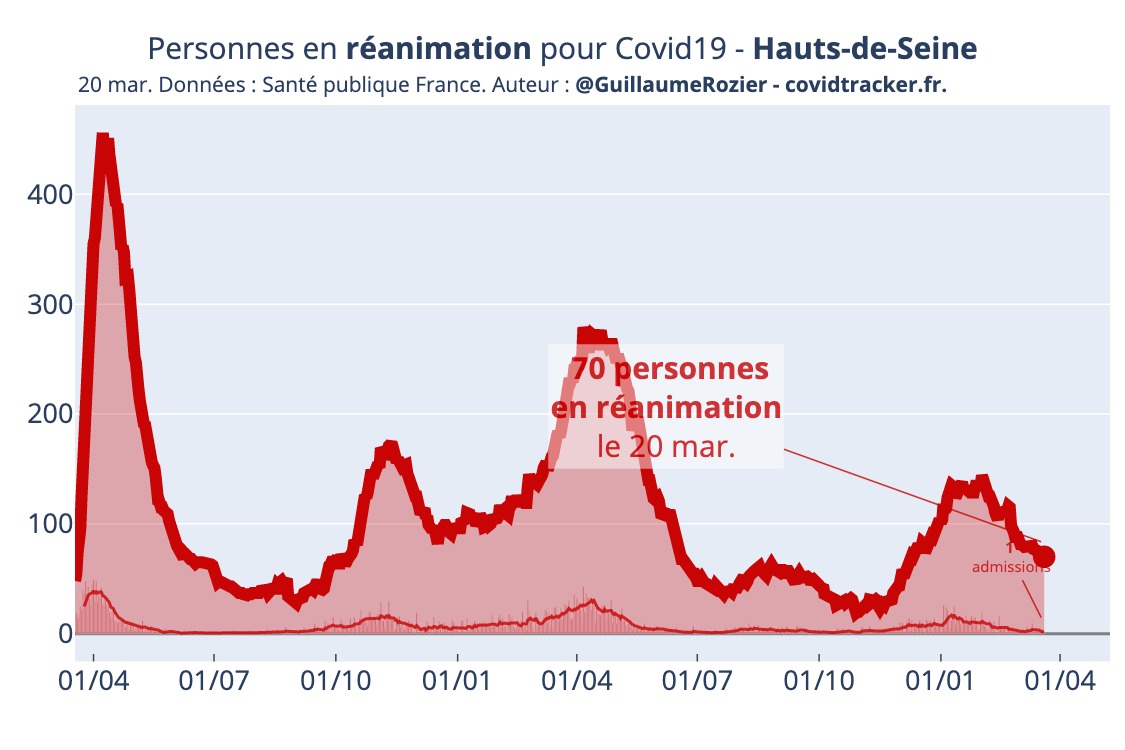 Personnes en réanimation pour Covid19 - Hauts-de-Seine
20 mar. Données : Santé publique France. Auteur : @GuillaumeRozier - covidtracker.fr.
400
300
200
100
0
70 personnes
en réanimation
le 20 mar.
admissions
01/04 01/07 01/10 01/01 01/04 01/07 01/10 01/01 01/04